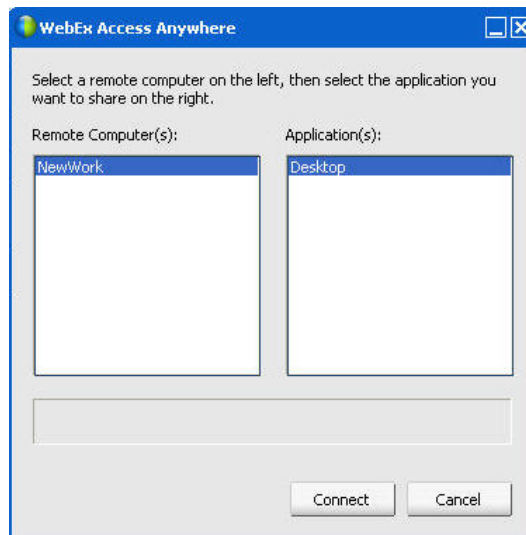 WebEx Access Anywhere
Select a remote computer on the left, then select the application you
want to share on the right.
Remote Computer(s):
Application(s):
NewWork
Desktop
Connect
Cancel